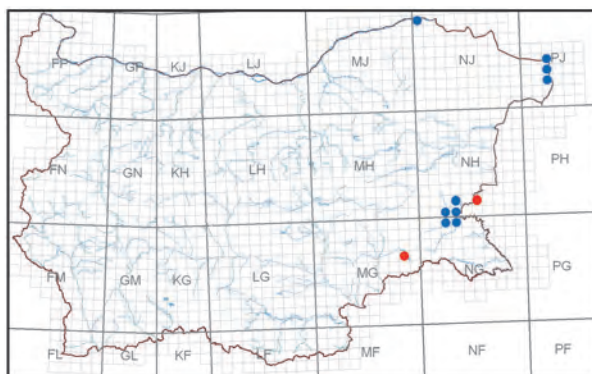 FP GP KJ LJ MJ NJ PJ
FN GN KH LH MH NH PH
FM GM KG LG MG NG PG
FL GL KF LF MF NF PF